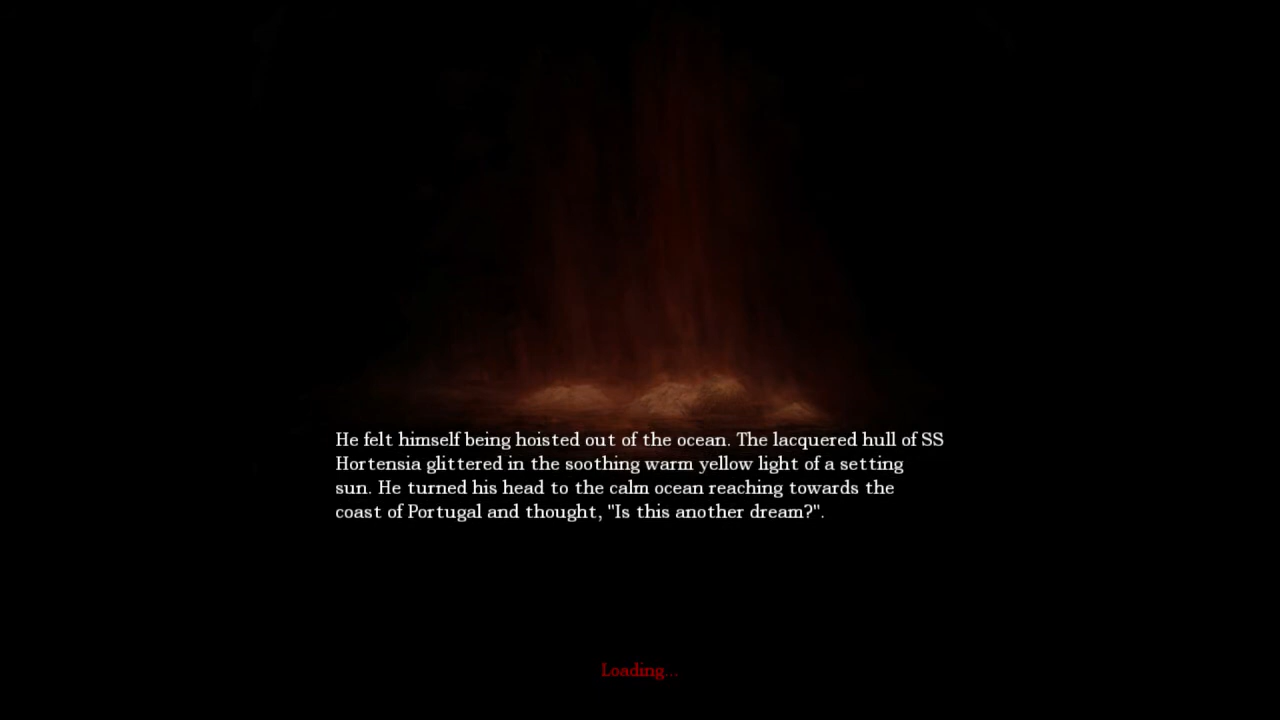 He felt himself being hoisted out of the ocean. The lacquered hull of SS
Hortensia glittered in the soothing warm yellow light of a setting
sun. He turned his head to the calm ocean reaching towards the
coast of Portugal and thought, "Is this another dream?".
Loading...